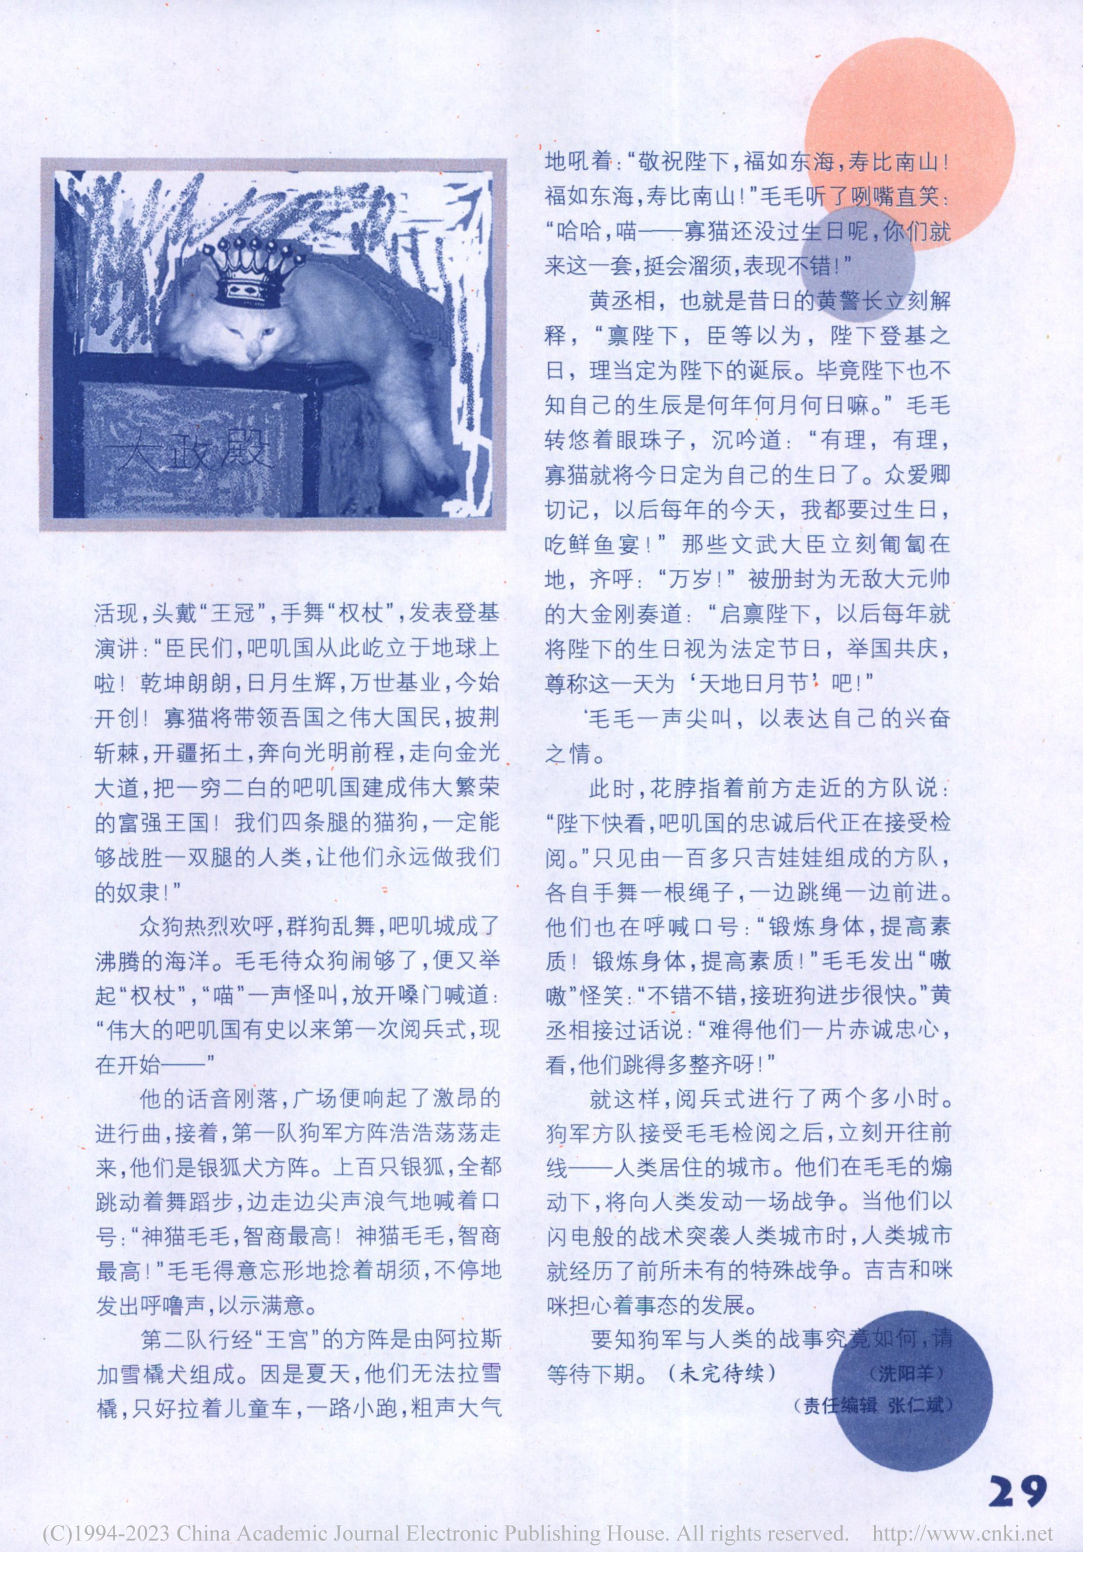 大政殿
活现，头戴“王冠”，手舞“权杖”，发表登基
演讲：“臣民们，吧叽国从此屹立于地球上
啦！乾坤朗朗，日月生辉，万世基业，今始
开创！寡猫将带领吾国之伟大国民，披荆
斩棘，开疆拓土，奔向光明前程，走向金光
大道，把一穷二白的吧叽国建成伟大繁荣
的富强王国！我们四条腿的猫狗，一定能
够战胜一双腿的人类，让他们永远做我们
的奴隶！”
众狗热烈欢呼，群狗乱舞，吧叽城成了
沸腾的海洋。毛毛待众狗闹够了，便又举
起“权杖”，“喵”一声怪叫，放开嗓门喊道：
“伟大的吧叽国有史以来第一次阅兵式，现
在开始——”
他的话音刚落，广场便响起了激昂的
进行曲，接着，第一队狗军方阵浩浩荡荡走
来，他们是银狐犬方阵。上百只银狐，全都
跳动着舞蹈步，边走边尖声浪气地喊着口
号：“神猫毛毛，智商最高！神猫毛毛，智商
最高！”毛毛得意忘形地捻着胡须，不停地
发出呼噜声，以示满意。
第二队行经“王宫”的方阵是由阿拉斯
加雪橇犬组成。因是夏天，他们无法拉雪
橇，只好拉着儿童车，一路小跑，粗声大气
地吼着：“敬祝陛下，福如东海，寿比南山！
福如东海，寿比南山！”毛毛听了咧嘴直笑：
“哈哈，喵——寡猫还没过生日呢，你们就
来这一套，挺会溜须，表现不错！”
黄丞相，也就是昔日的黄警长立刻解
释，“禀陛下，臣等以为，陛下登基之
日，理当定为陛下的诞辰。毕竟陛下也不
知自己的生辰是何年何月何日嘛。”毛毛
转悠着眼珠子，沉吟道：“有理，有理，
寡猫就将今日定为自己的生日了。众爱卿
切记，以后每年的今天，我都要过生日，
吃鲜鱼宴！”那些文武大臣立刻匍匐在
地，齐呼：“万岁！”被册封为无敌大元帅
的大金刚奏道：“启禀陛下，以后每年就
将陛下的生日视为法定节日，举国共庆，
尊称这一天为‘天地日月节’吧！”
‘毛毛一声尖叫，以表达自己的兴奋
之情。
此时，花脖指着前方走近的方队说：
“陛下快看，吧叽国的忠诚后代正在接受检
阅。”只见由一百多只吉娃娃组成的方队，
各自手舞一根绳子，一边跳绳一边前进。
他们也在呼喊口号：“锻炼身体，提高素
质！锻炼身体，提高素质！”毛毛发出“嗷
嗷”怪笑：“不错不错，接班狗进步很快。”黄
丞相接过话说：“难得他们一片赤诚忠心，
看，他们跳得多整齐呀！”
就这样，阅兵式进行了两个多小时。
狗军方队接受毛毛检阅之后，立刻开往前
线——人类居住的城市。他们在毛毛的煽
动下，将向人类发动一场战争。当他们以
闪电般的战术突袭人类城市时，人类城市
就经历了前所未有的特殊战争。吉吉和咪
咪担心着事态的发展。
要知狗军与人类的战事究竟如何，请
等待下期。（未完待续）（冼阳羊）
（责任编辑 张仁斌）
29
(C)1994-2023 China Academic Journal Electronic Publishing House. All rights reserved. http://www.cnki.net